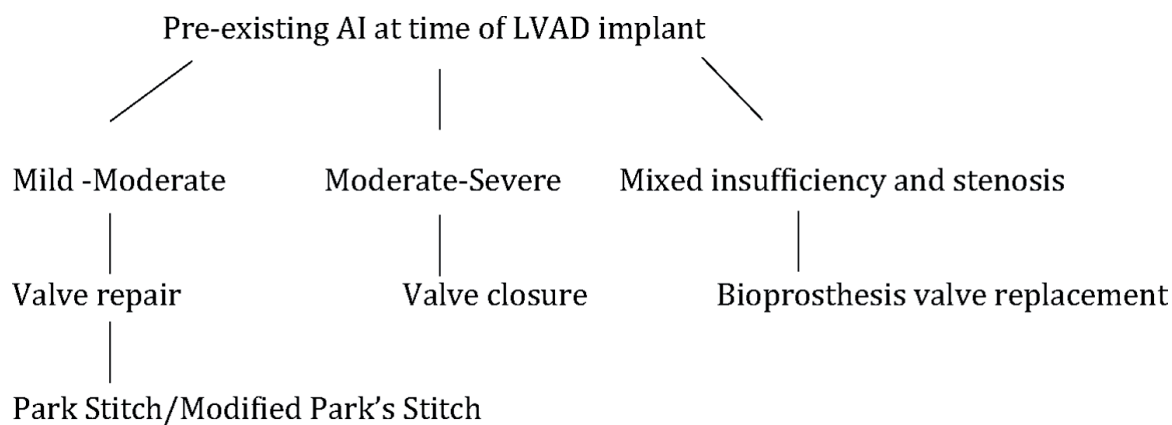 Pre-existing AI at time of LVAD implant
Mild -Moderate
Moderate-Severe
Mixed insufficiency and stenosis
Valve repair
Valve closure
Bioprosthesis valve replacement
Park Stitch/Modified Park’s Stitch